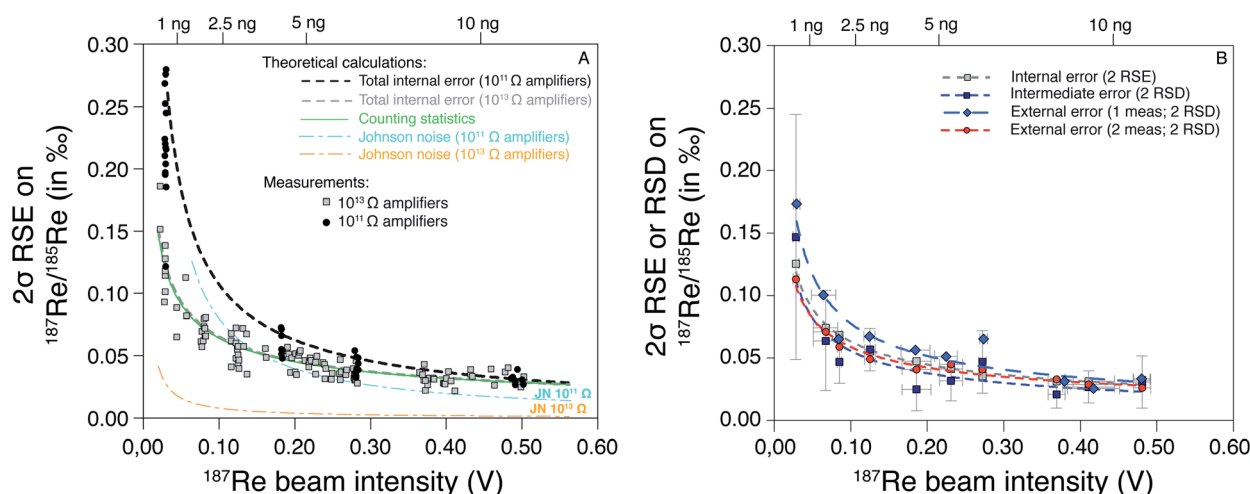 1 ng 2.5 ng 5 ng 10 ng
0.30
0.25
0.20
0.15
0.10
0.05
0.00
2σ RSE on
¹⁸⁷Re/¹⁸⁵Re (in ‰)
A
Theoretical calculations:
Total internal error (10¹¹ Ω amplifiers)
Total internal error (10¹³ Ω amplifiers)
Counting statistics
Johnson noise (10¹¹ Ω amplifiers)
Johnson noise (10¹³ Ω amplifiers)
Measurements:
10¹³ Ω amplifiers
10¹¹ Ω amplifiers
JN 10¹¹ Ω
JN 10¹³ Ω
0,00 0.10 0.20 0.30 0.40 0.50 0.60
¹⁸⁷Re beam intensity (V)
1 ng 2.5 ng 5 ng 10 ng
0.30
0.25
0.20
0.15
0.10
0.05
0.00
2σ RSE or RSD on
¹⁸⁷Re/¹⁸⁵Re (in ‰)
B
Internal error (2 RSE)
Intermediate error (2 RSD)
External error (1 meas; 2 RSD)
External error (2 meas; 2 RSD)
0,00 0.10 0.20 0.30 0.40 0.50 0.60
¹⁸⁷Re beam intensity (V)